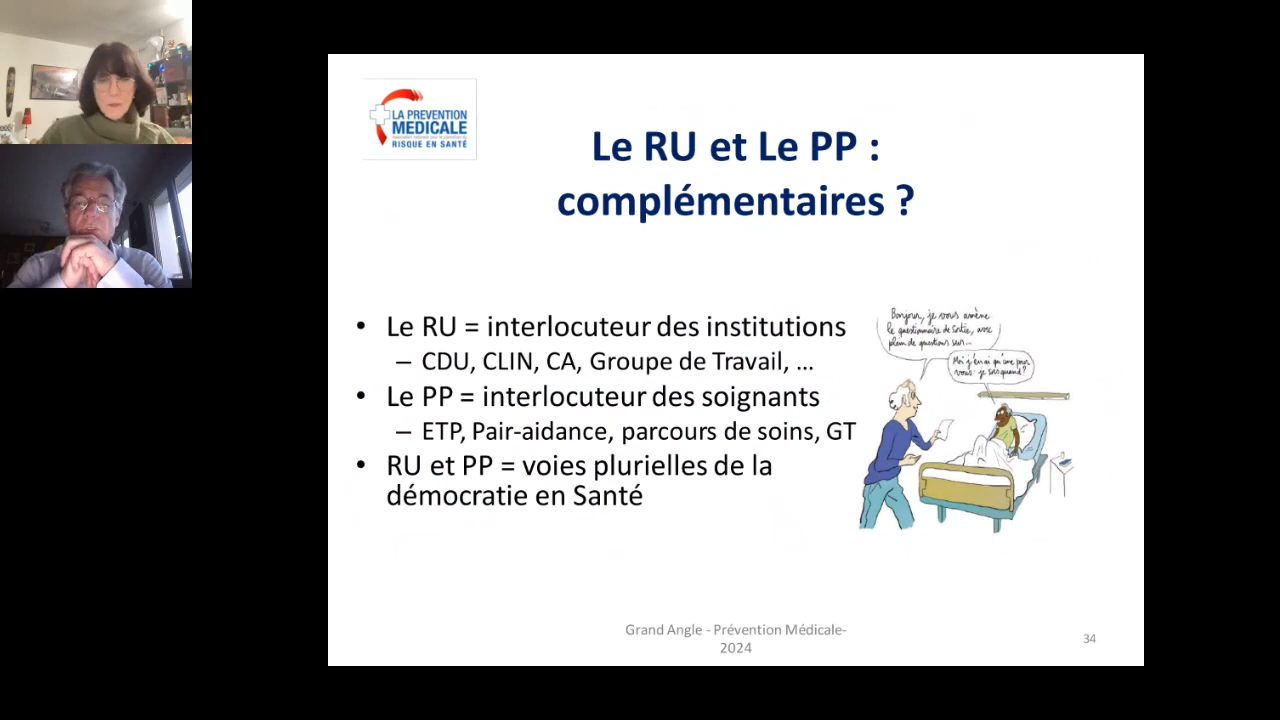 LA PREVENTION
MEDICALE
RISQUE EN SANTÉ
Le RU et Le PP :
complémentaires ?
• Le RU = interlocuteur des institutions
– CDU, CLIN, CA, Groupe de Travail, ...
• Le PP = interlocuteur des soignants
– ETP, Pair-aidance, parcours de soins, GT
• RU et PP = voies plurielles de la
démocratie en Santé
Bonjour, je vous amène
le questionnaire de sortie, avec
plein de questions sur...
Moi j'en ai qu'une pour
vous: je sors quand?
Grand Angle - Prévention Médicale-
2024
34